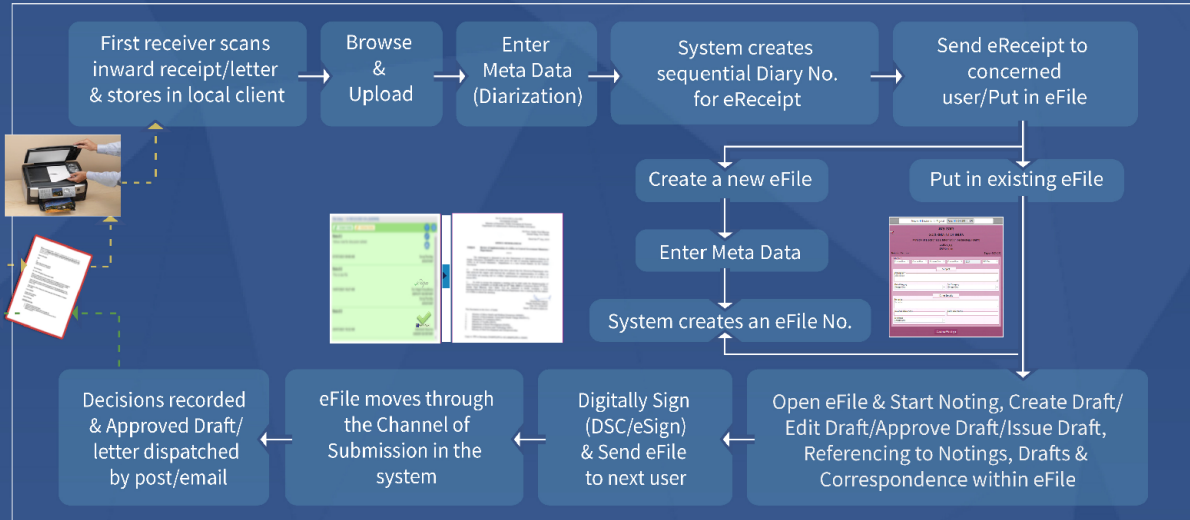 First receiver scans
inward receipt/letter
& stores in local client
Browse
&
Upload
Enter
Meta Data
(Diarization)
System creates
sequential Diary No.
for eReceipt
Send eReceipt to
concerned
user/Put in eFile
Create a new eFile
Put in existing eFile
Enter Meta Data
System creates an eFile No.
Open eFile & Start Noting, Create Draft/
Edit Draft/Approve Draft/Issue Draft,
Referencing to Notings, Drafts &
Correspondence within eFile
Digitally Sign
(DSC/eSign)
& Send eFile
to next user
eFile moves through
the Channel of
Submission in the
system
Decisions recorded
& Approved Draft/
letter dispatched
by post/email